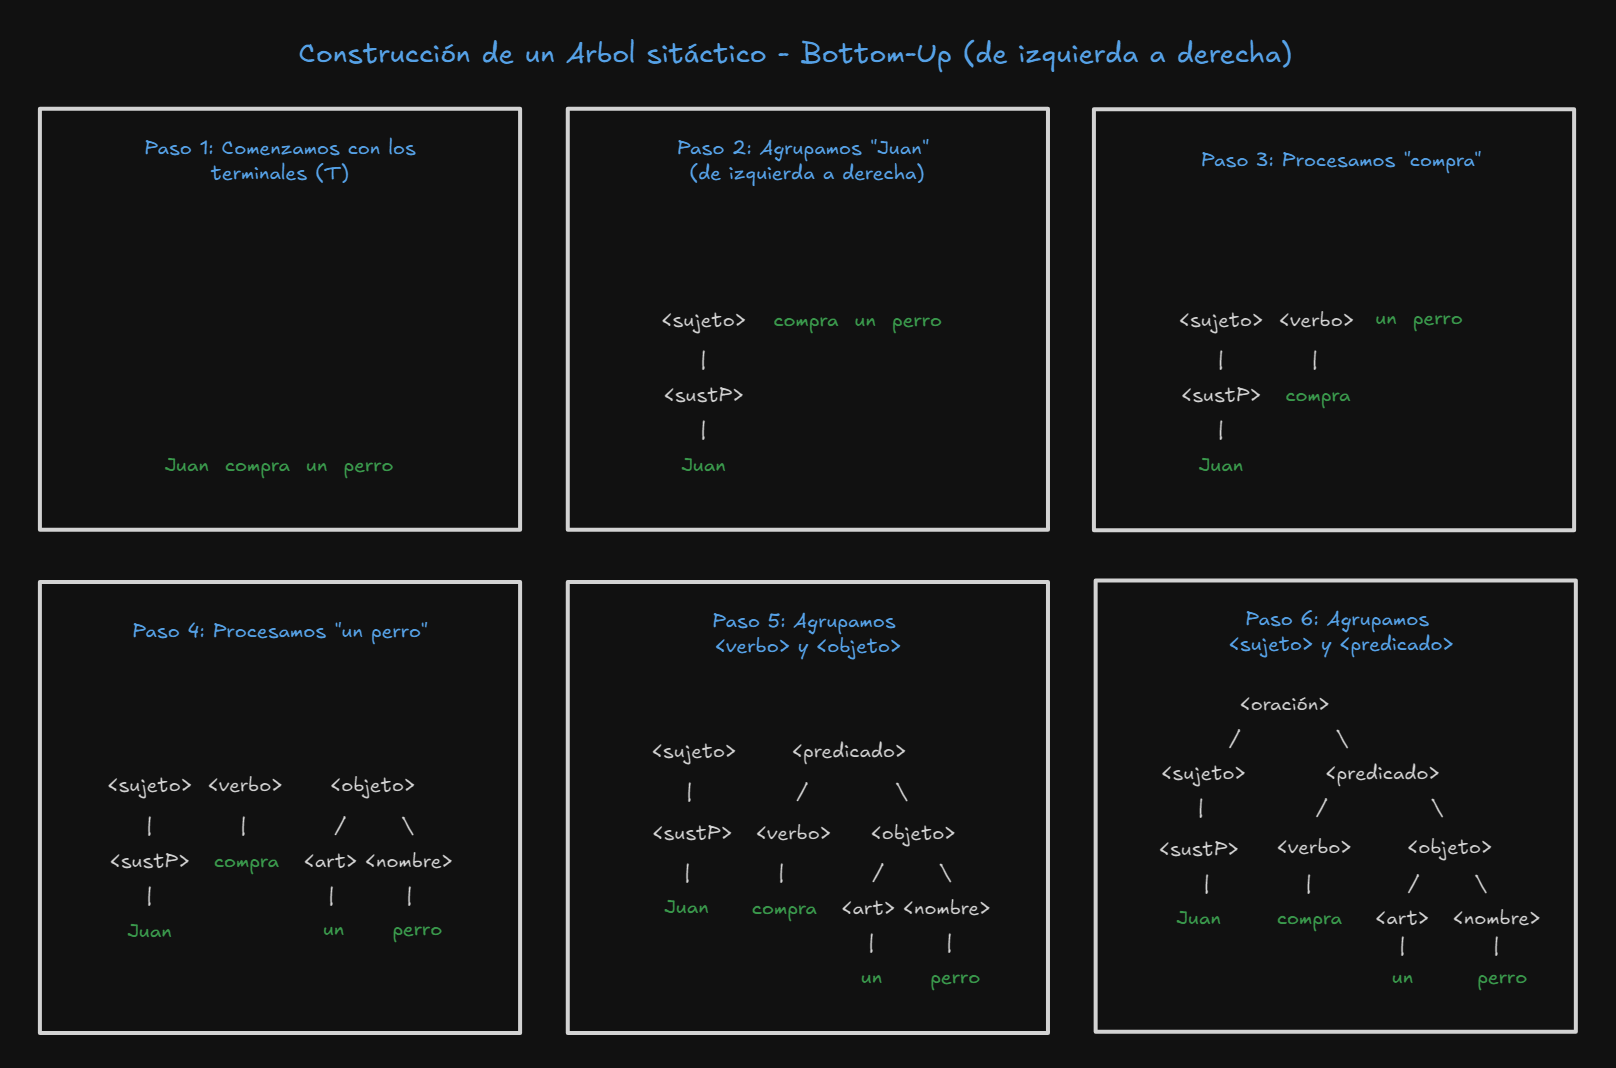 Construcción de un Arbol sitáctico - Bottom-Up (de izquierda a derecha)
Paso 1: Comenzamos con los
terminales (T)
Juan compra un perro
Paso 2: Agrupamos "Juan"
(de izquierda a derecha)
<sujeto> compra un perro
|
<sustP>
|
Juan
Paso 3: Procesamos "compra"
<sujeto> <verbo> un perro
| |
<sustP> compra
|
Juan
Paso 4: Procesamos "un perro"
<sujeto> <verbo> <objeto>
| | / \
<sustP> compra <art> <nombre>
| | |
Juan un perro
Paso 5: Agrupamos
<verbo> y <objeto>
<sujeto> <predicado>
| / \
<sustP> <verbo> <objeto>
| | / \
Juan compra <art> <nombre>
| |
un perro
Paso 6: Agrupamos
<sujeto> y <predicado>
<oración>
/ \
<sujeto> <predicado>
| / \
<sustP> <verbo> <objeto>
| | / \
Juan compra <art> <nombre>
| |
un perro